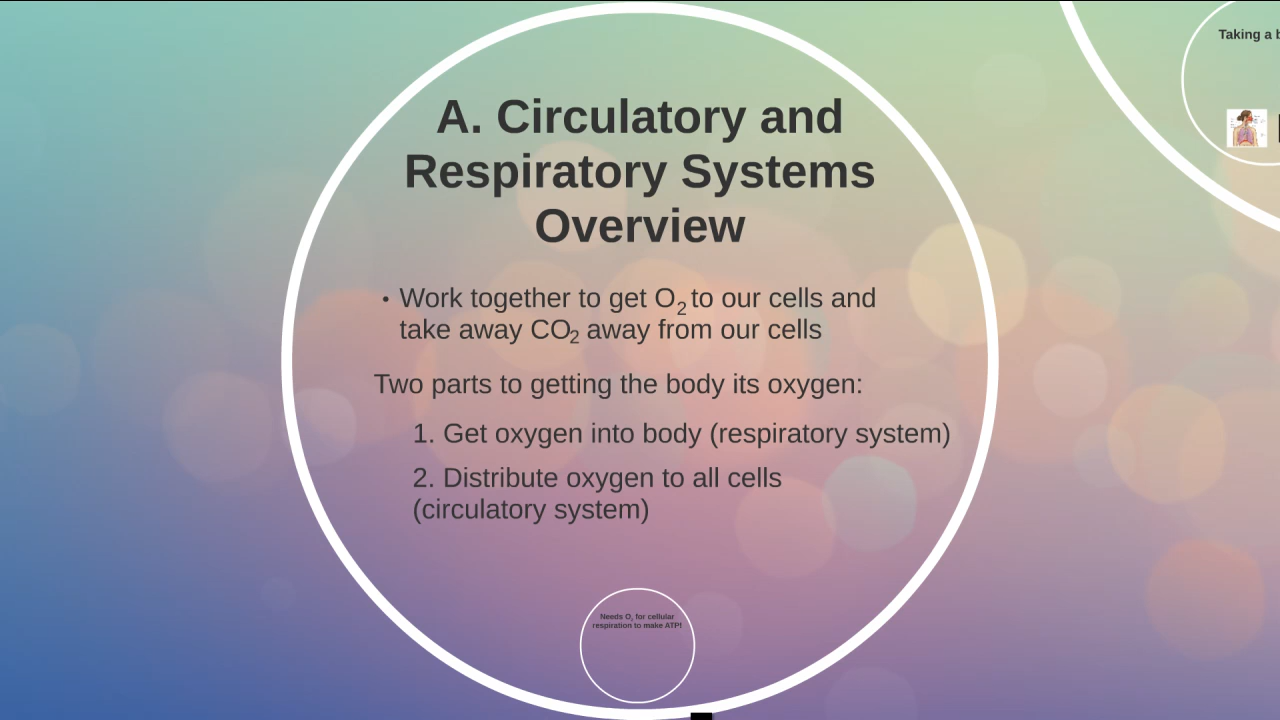 A. Circulatory and
Respiratory Systems
Overview
• Work together to get O₂ to our cells and
take away CO₂ away from our cells
Two parts to getting the body its oxygen:
1. Get oxygen into body (respiratory system)
2. Distribute oxygen to all cells
(circulatory system)
Needs O₂ for cellular
respiration to make ATP!
Taking a